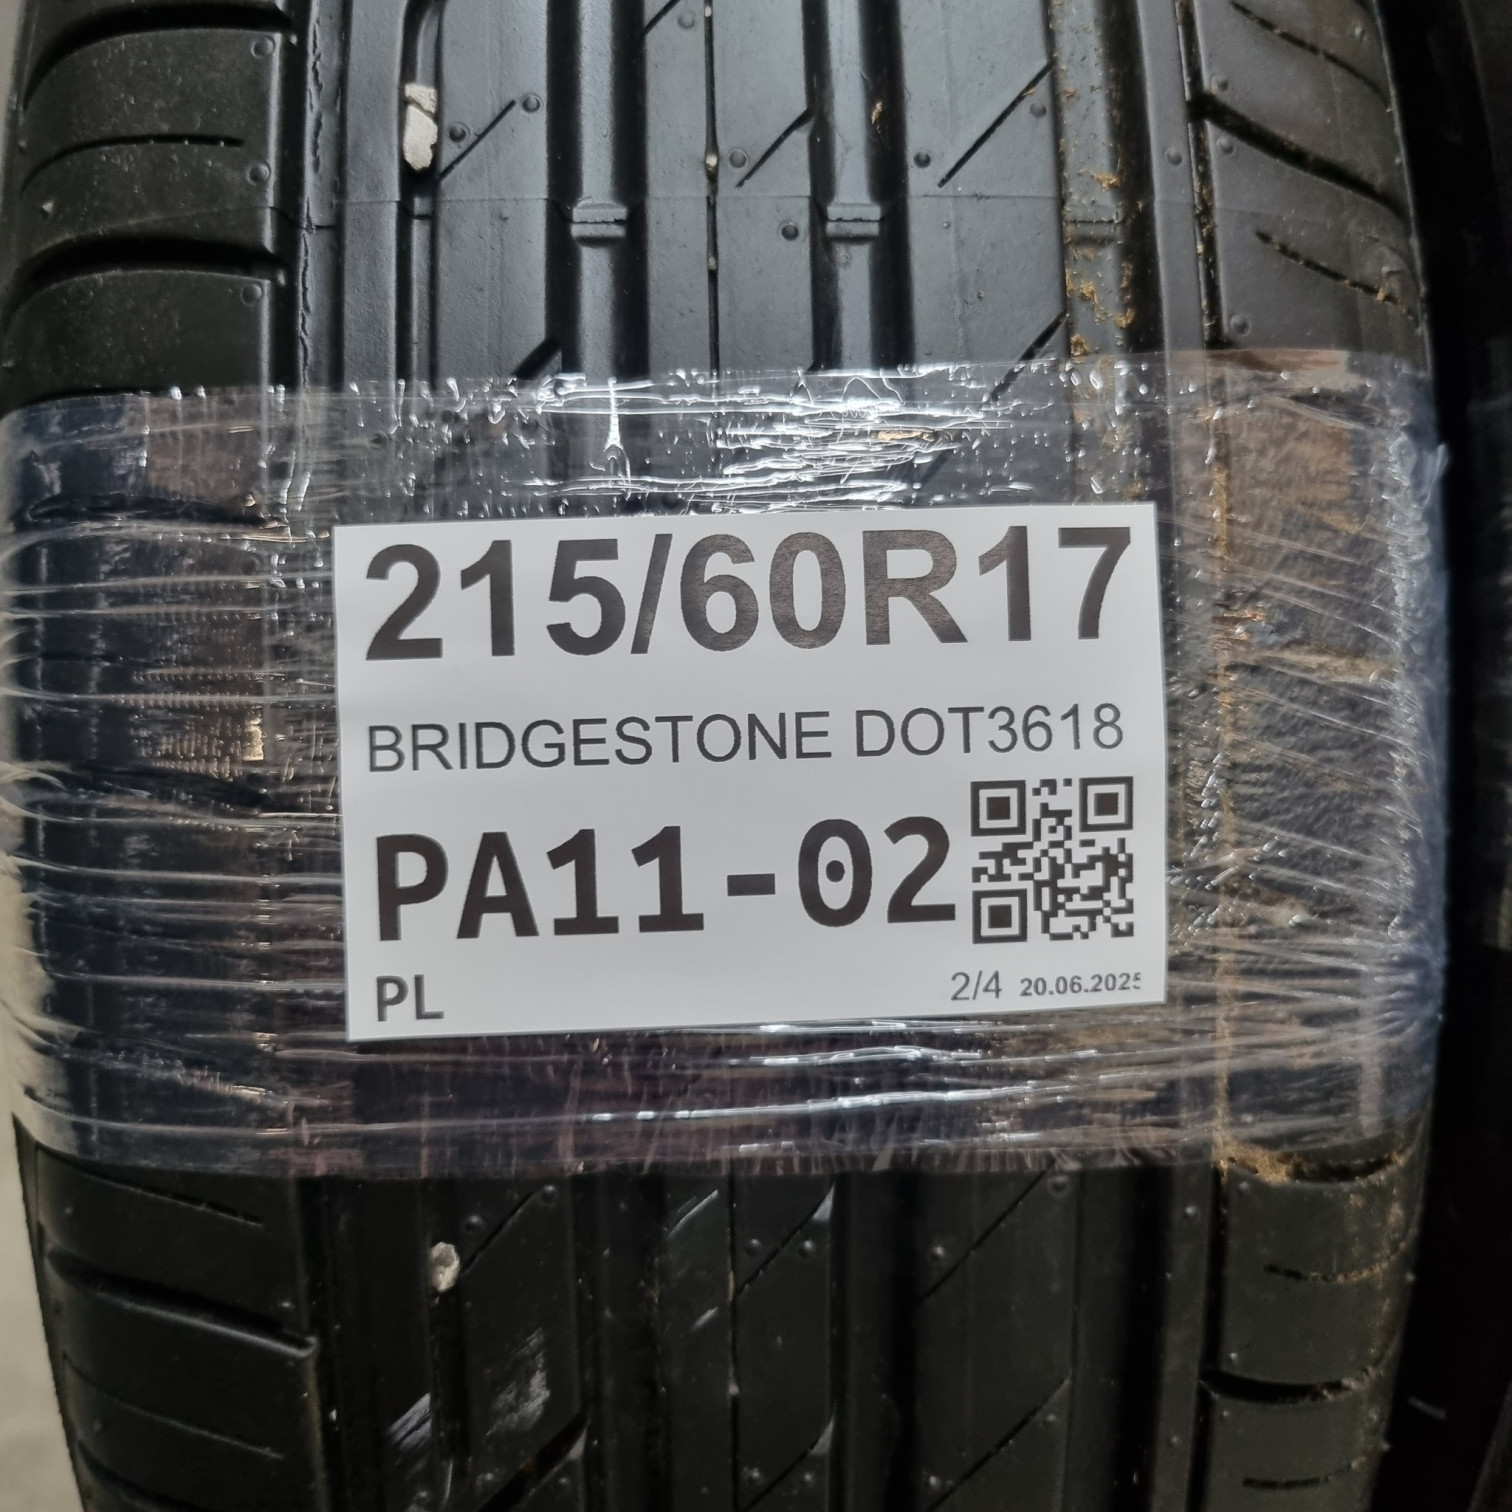 215/60R17
BRIDGESTONE DOT3618
PA11-02
PL
2/4 20.06.2025